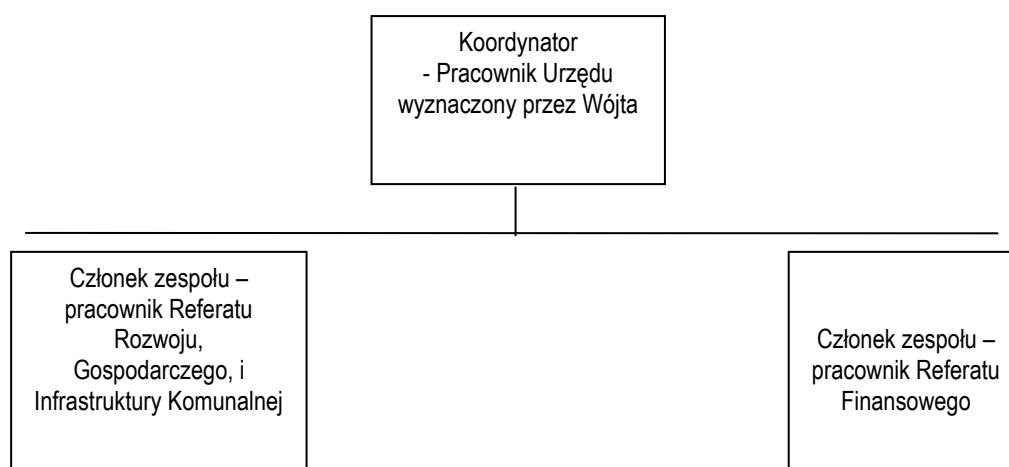 Koordynator
- Pracownik Urzędu
wyznaczony przez Wójta
Członek zespołu –
pracownik Referatu
Rozwoju,
Gospodarczego, i
Infrastruktury Komunalnej
Członek zespołu –
pracownik Referatu
Finansowego